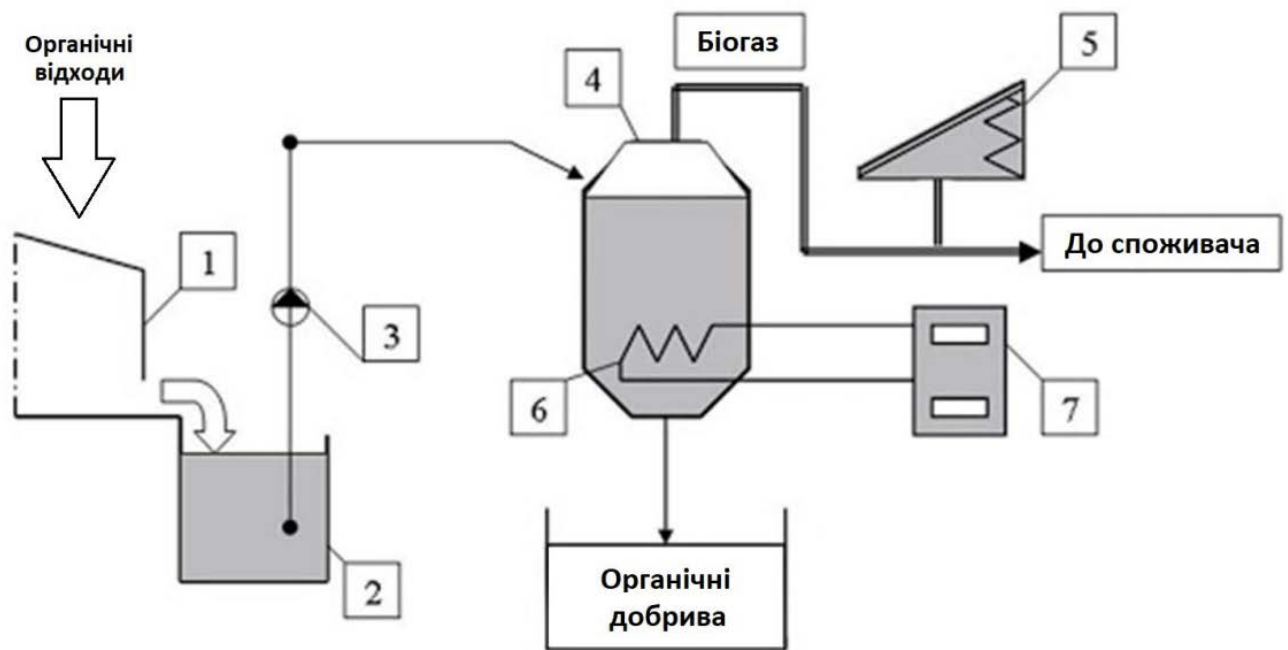 Органічні
відходи
Біогаз
5
4
До споживача
1
3
6
7
2
Органічні
добрива